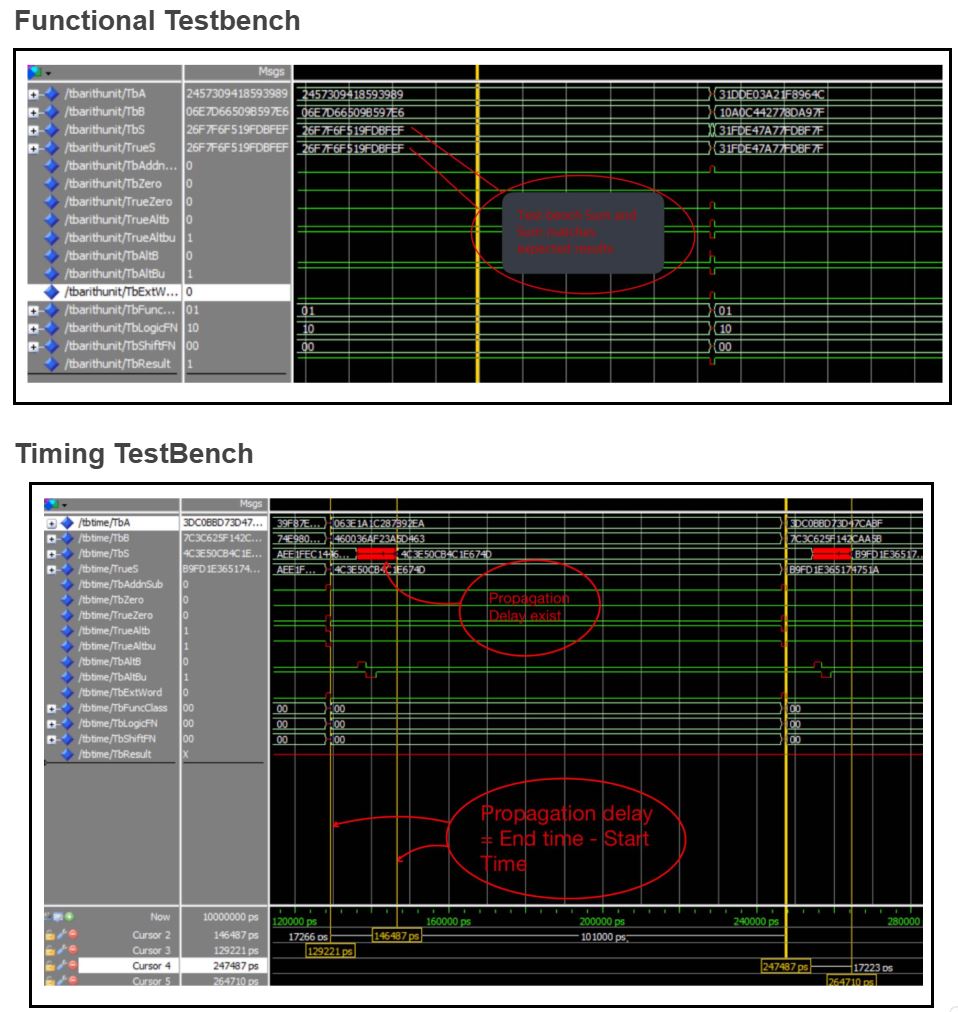 Functional Testbench
Msgs
/tbarithunit/TbA 2457309418593989 2457309418593989 31DDE03A21F8964C
/tbarithunit/TbB 06E7D66509B597E6 06E7D66509B597E6 10A0C442778DA97F
/tbarithunit/TbS 26F7F6F519FDBFEF 26F7F6F519FDBFEF 31FDE47A77FDBF7F
/tbarithunit/TrueS 26F7F6F519FDBFEF 26F7F6F519FDBFEF 31FDE47A77FDBF7F
/tbarithunit/TbAddn... 0
/tbarithunit/TbZero 0
/tbarithunit/TrueZero 0
/tbarithunit/TrueAltb 0
/tbarithunit/TrueAltbu 1
/tbarithunit/TbAltB 0
/tbarithunit/TbAltBu 1
/tbarithunit/TbExtW... 0
/tbarithunit/TbFunc... 01 01 01
/tbarithunit/TbLogicFN 10 10 10
/tbarithunit/TbShiftFN 00 00 00
/tbarithunit/TbResult 1
Test bench Sum and
sum matches
expected results
Timing TestBench
Msgs
/tbtime/TbA 3DC0BBD73D47... 39F87E... 063E1A1C287392EA 3DC0BBD73D47CABF
/tbtime/TbB 7C3C625F142C... 74E980... 460036AF23A5D463 7C3C625F142CAA5B
/tbtime/TbS 4C3E50CB4C1E... AEE1FEC1446... 4C3E50CB4C1E674D B9FD1E36517...
/tbtime/TrueS B9FD1E365174... AEE1F... 4C3E50CB4C1E674D B9FD1E365174751A
/tbtime/TbAddnSub 0
/tbtime/TbZero 0
/tbtime/TrueZero 0
/tbtime/TrueAltb 1
/tbtime/TrueAltbu 1
/tbtime/TbAltB 0
/tbtime/TbAltBu 1
/tbtime/TbExtWord 0
/tbtime/TbFuncClass 00 00 00 00
/tbtime/TbLogicFN 00 00 00 00
/tbtime/TbShiftFN 00 00 00 00
/tbtime/TbResult X
Propagation
Delay exist
Propagation delay
= End time - Start
Time
Now 10000000 ps 120000 ps 160000 ps 200000 ps 240000 ps 280000
Cursor 2 146487 ps 17266 ps 146487 ps 101000 ps
Cursor 3 129221 ps 129221 ps
Cursor 4 247487 ps 247487 ps 17223 ps
Cursor 5 264710 ps 264710 ps